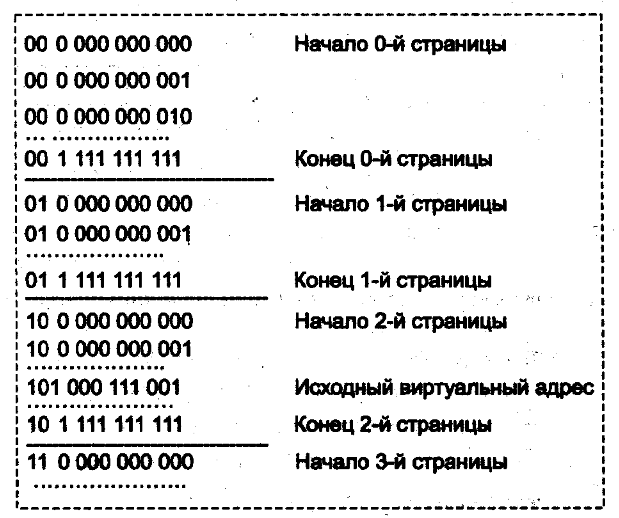 00 0 000 000 000 Начало 0-й страницы
00 0 000 000 001
00 0 000 000 010
00 1 111 111 111 Конец 0-й страницы
01 0 000 000 000 Начало 1-й страницы
01 0 000 000 001
01 1 111 111 111 Конец 1-й страницы
10 0 000 000 000 Начало 2-й страницы
10 0 000 000 001
101 000 111 001 Исходный виртуальный адрес
10 1 111 111 111 Конец 2-й страницы
11 0 000 000 000 Начало 3-й страницы